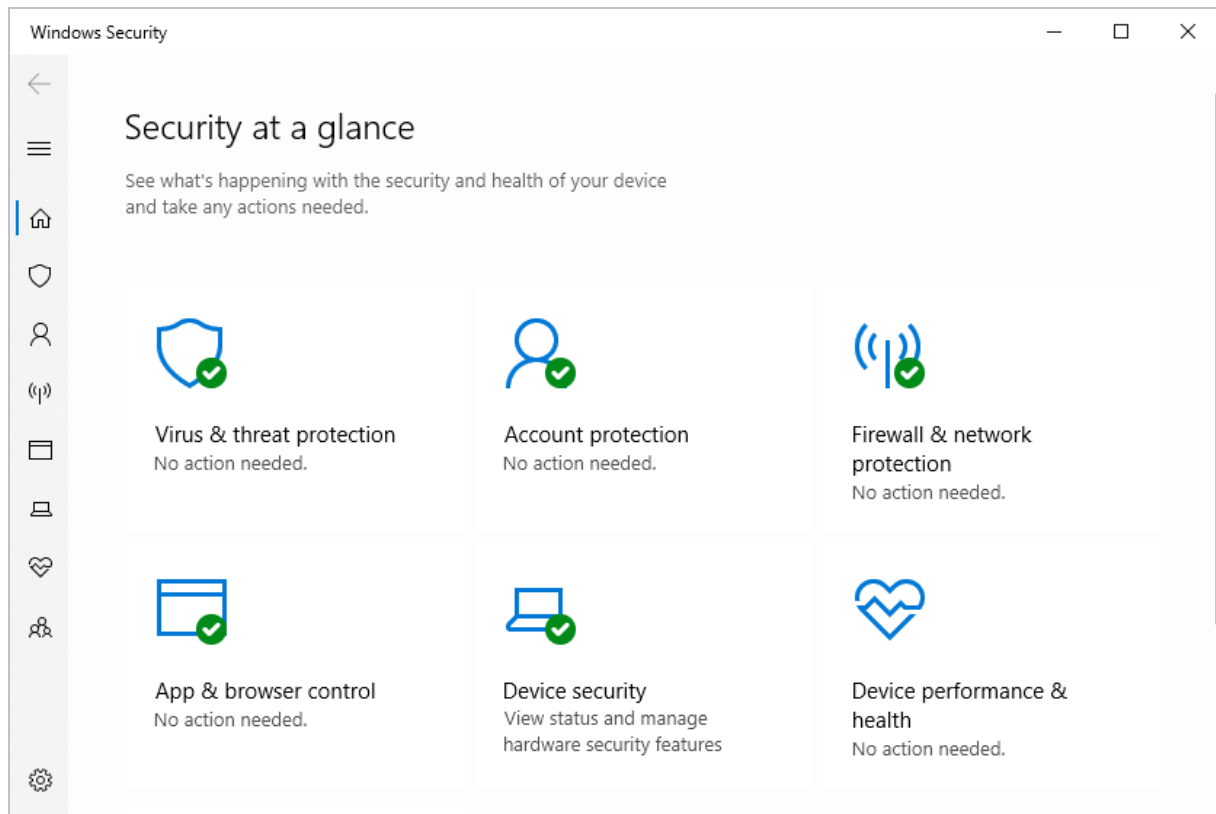 Windows Security
Security at a glance
See what's happening with the security and health of your device
and take any actions needed.
Virus & threat protection
No action needed.
Account protection
No action needed.
Firewall & network
protection
No action needed.
App & browser control
No action needed.
Device security
View status and manage
hardware security features
Device performance &
health
No action needed.